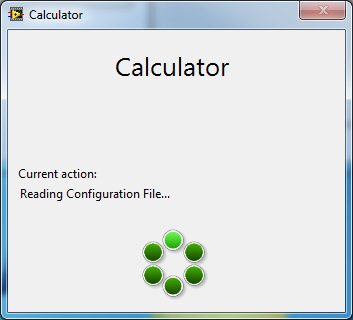 Calculator
Calculator
Current action:
Reading Configuration File...